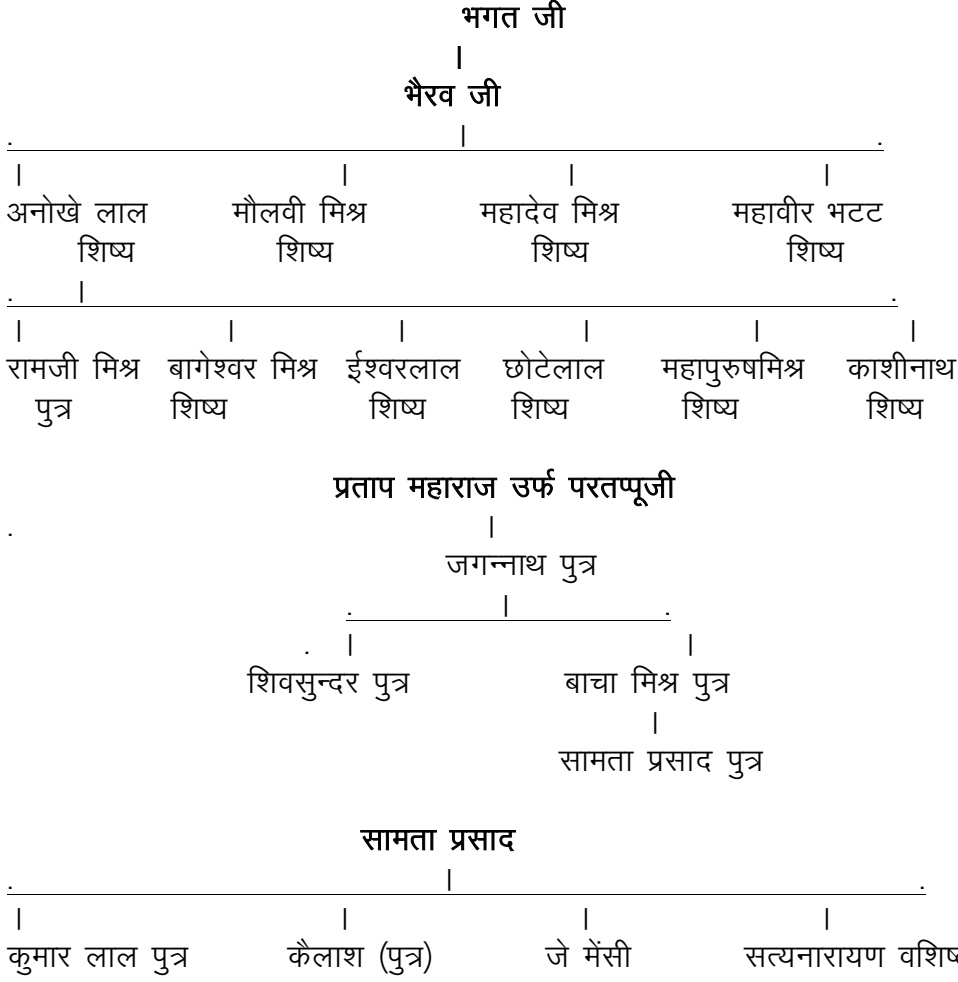 भगत जी
भैरव जी
अनोखे लाल मौलवी मिश्र महादेव मिश्र महावीर भटट
शिष्य शिष्य शिष्य शिष्य
रामजी मिश्र बागेश्वर मिश्र ईश्वरलाल छोटेलाल महापुरुषमिश्र काशीनाथ
पुत्र शिष्य शिष्य शिष्य शिष्य शिष्य
प्रताप महाराज उर्फ परतप्पूजी
जगन्नाथ पुत्र
शिवसुन्दर पुत्र बाचा मिश्र पुत्र
सामता प्रसाद पुत्र
सामता प्रसाद
कुमार लाल पुत्र कैलाश (पुत्र) जे मेंसी सत्यनारायण